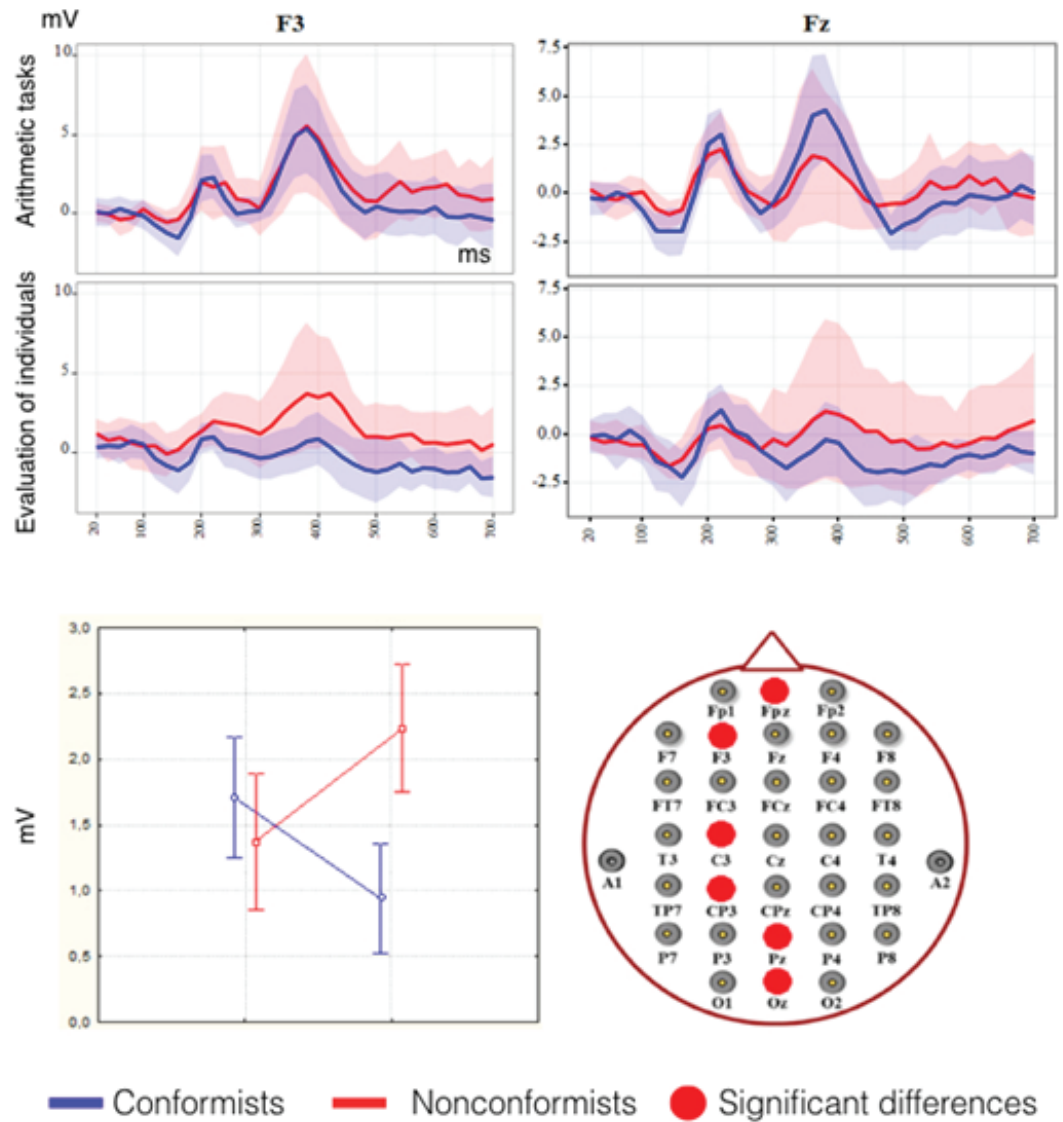 mV
F3
Fz
Arithmetic tasks
10
5
0
ms
7.5
5.0
2.5
0.0
-2.5
Evaluation of individuals
10
5
0
20 100 200 300 400 500 600 700
7.5
5.0
2.5
0.0
-2.5
20 100 200 300 400 500 600 700
mV
3,0
2,5
2,0
1,5
1,0
0,5
0,0
Fp1 Fpz Fp2
F7 F3 Fz F4 F8
FT7 FC3 FCz FC4 FT8
T3 C3 Cz C4 T4
A1 A2
TP7 CP3 CPz CP4 TP8
P7 P3 Pz P4 P8
O1 Oz O2
Conformists Nonconformists Significant differences